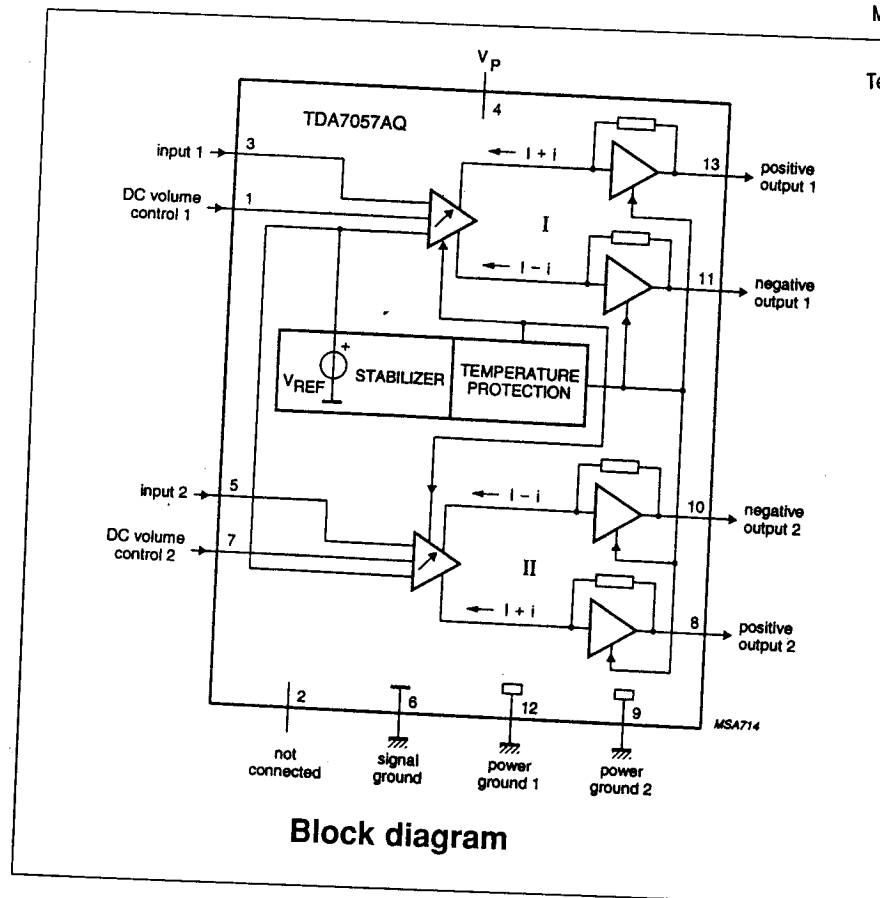 M
Te
V P
4
TDA7057AQ
input 1
3
I + i
13
positive
output 1
DC volume
control 1
1
I
I − i
11
negative
output 1
+
VREF
STABILIZER
TEMPERATURE
PROTECTION
input 2
5
I − i
10
negative
output 2
DC volume
control 2
7
II
I + i
8
positive
output 2
2
6
12
9
MSA714
not
connected
signal
ground
power
ground 1
power
ground 2
Block diagram